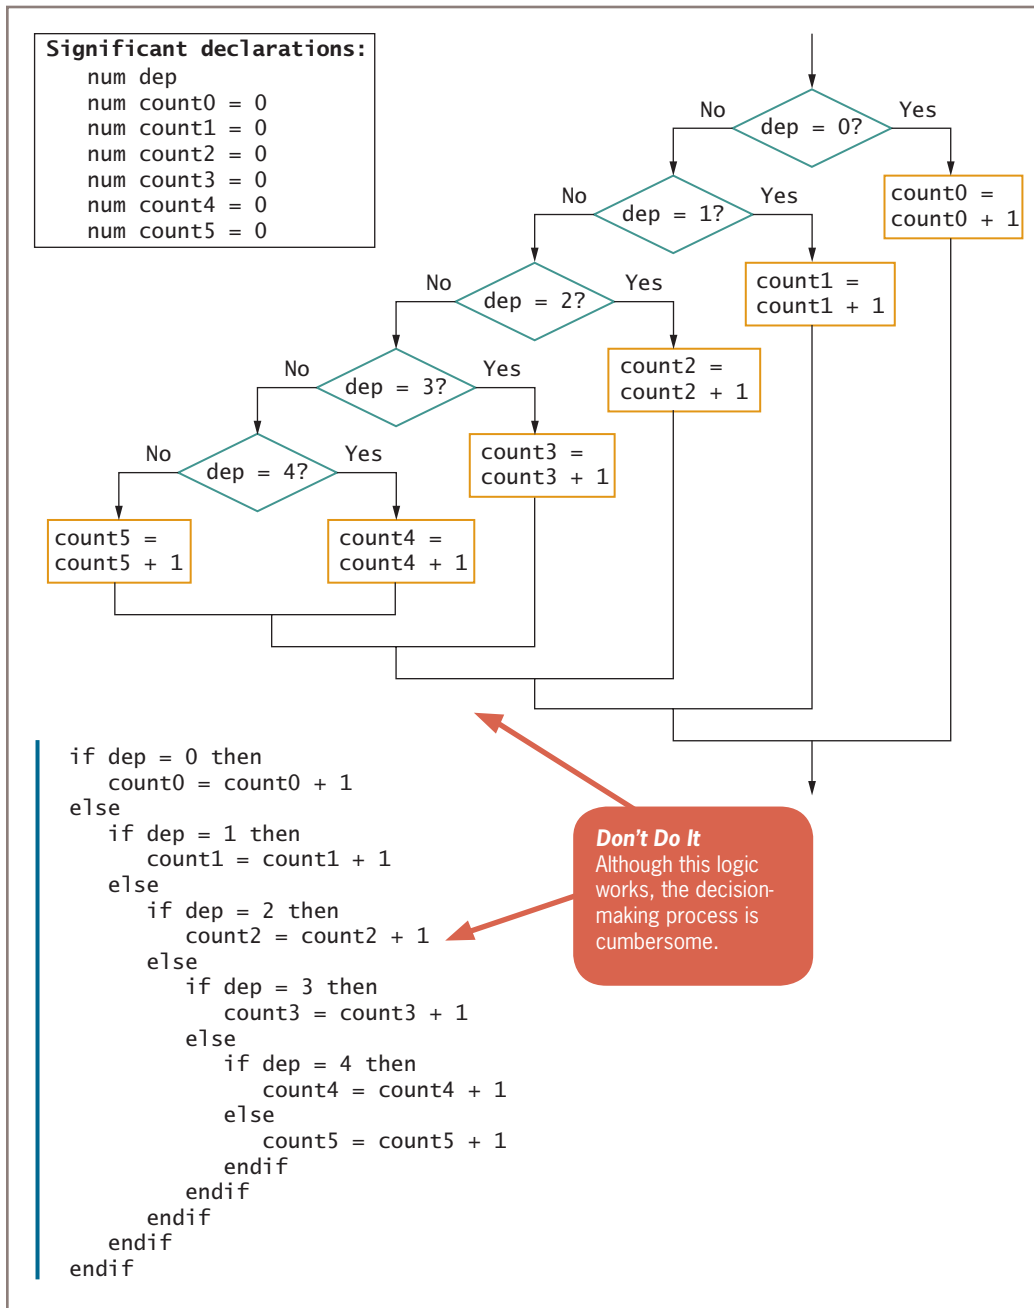 Significant declarations:
num dep
num count0 = 0
num count1 = 0
num count2 = 0
num count3 = 0
num count4 = 0
num count5 = 0
No
dep = 0?
Yes
count0 =
count0 + 1
No
dep = 1?
Yes
count1 =
count1 + 1
No
dep = 2?
Yes
count2 =
count2 + 1
No
dep = 3?
Yes
count3 =
count3 + 1
No
dep = 4?
Yes
count5 =
count5 + 1
count4 =
count4 + 1
if dep = 0 then
count0 = count0 + 1
else
if dep = 1 then
count1 = count1 + 1
else
if dep = 2 then
count2 = count2 + 1
else
if dep = 3 then
count3 = count3 + 1
else
if dep = 4 then
count4 = count4 + 1
else
count5 = count5 + 1
endif
endif
endif
endif
endif
Don't Do It
Although this logic
works, the decision-
making process is
cumbersome.